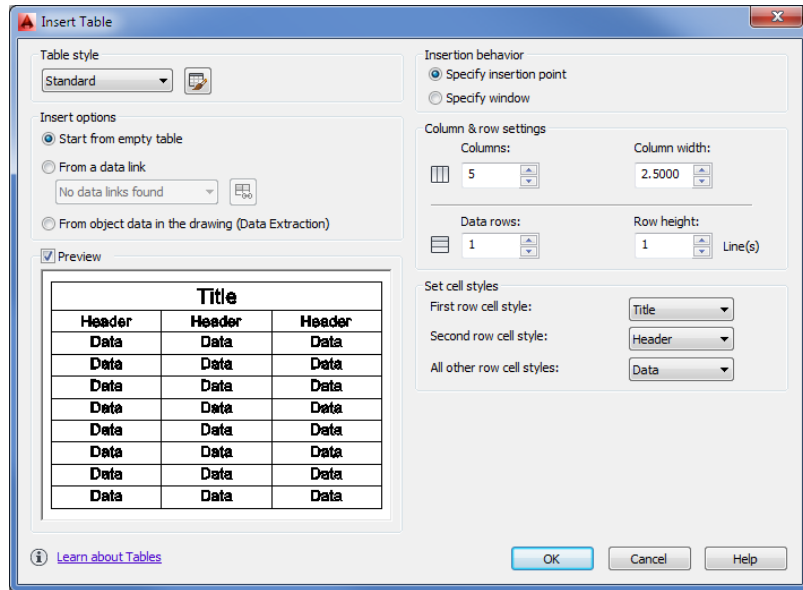 Insert Table
Table style
Standard
Insert options
Start from empty table
From a data link
No data links found
From object data in the drawing (Data Extraction)
Preview
Title
Header Header Header
Data Data Data
Data Data Data
Data Data Data
Data Data Data
Data Data Data
Data Data Data
Data Data Data
Data Data Data
Insertion behavior
Specify insertion point
Specify window
Column & row settings
Columns: Column width:
5 2.5000
Data rows: Row height:
1 1 Line(s)
Set cell styles
First row cell style: Title
Second row cell style: Header
All other row cell styles: Data
Learn about Tables
OK Cancel Help